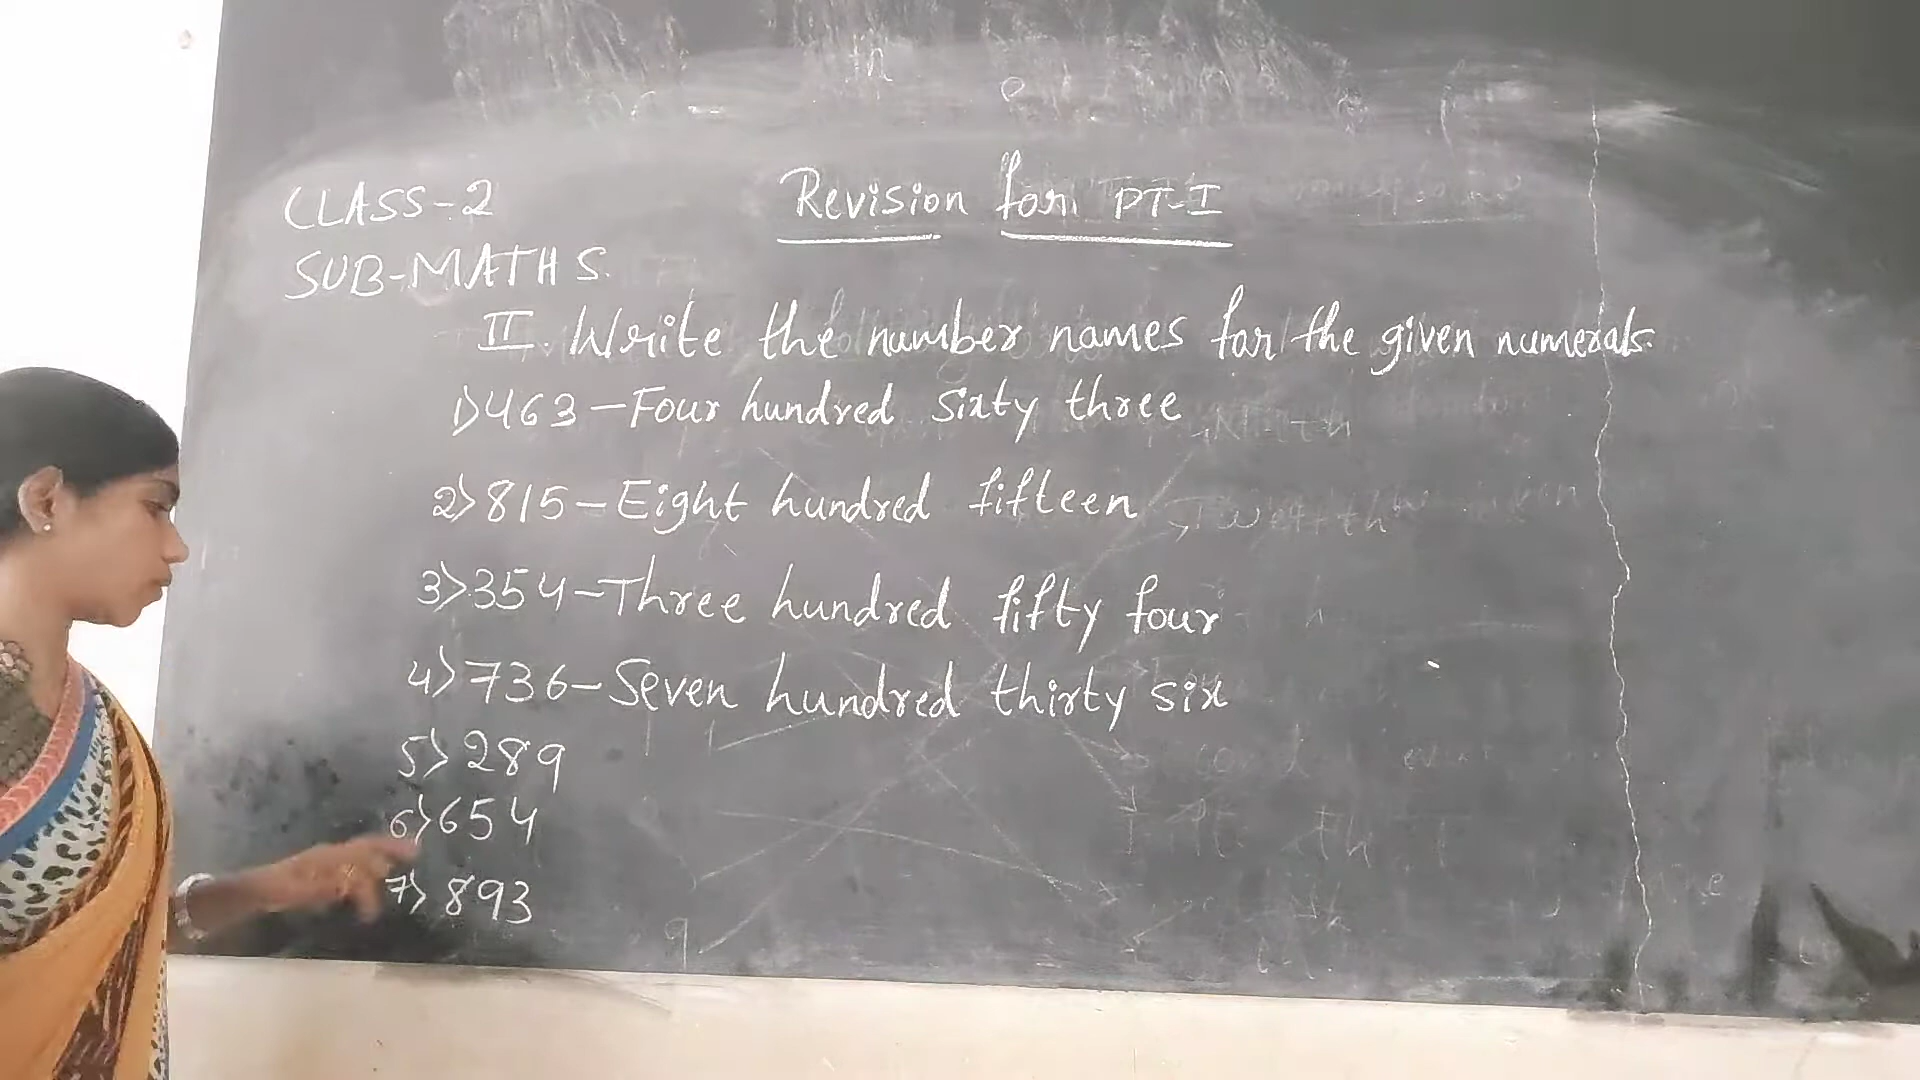 CLASS-2
Revision for PT-I
SUB-MATHS.
II. Write the number names for the given numerals.
1)463-Four hundred sixty three
2)815-Eight hundred fifteen
3)354-Three hundred fifty four
4)736-Seven hundred thirty six
5)289
6)654
7)893